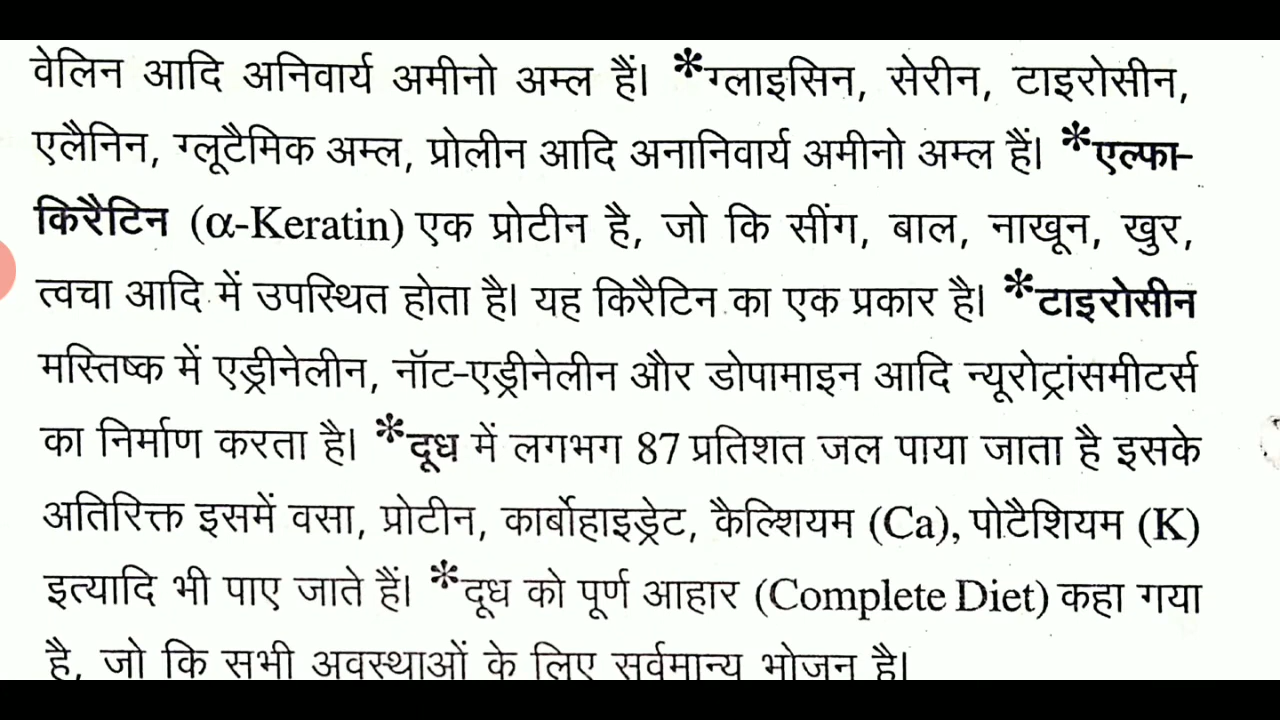 वेलिन आदि अनिवार्य अमीनो अम्ल हैं। *ग्लाइसिन, सेरीन, टाइरोसीन,
एलैनिन, ग्लूटैमिक अम्ल, प्रोलीन आदि अनानिवार्य अमीनो अम्ल हैं। *एल्फा-
किरैटिन (α-Keratin) एक प्रोटीन है, जो कि सींग, बाल, नाखून, खुर,
त्वचा आदि में उपस्थित होता है। यह किरैटिन का एक प्रकार है। *टाइरोसीन
मस्तिष्क में एड्रीनेलीन, नॉट-एड्रीनेलीन और डोपामाइन आदि न्यूरोट्रांसमीटर्स
का निर्माण करता है। *दूध में लगभग 87 प्रतिशत जल पाया जाता है इसके
अतिरिक्त इसमें वसा, प्रोटीन, कार्बोहाइड्रेट, कैल्शियम (Ca), पोटैशियम (K)
इत्यादि भी पाए जाते हैं। *दूध को पूर्ण आहार (Complete Diet) कहा गया
है, जो कि सभी अवस्थाओं के लिए सर्वमान्य भोजन है।